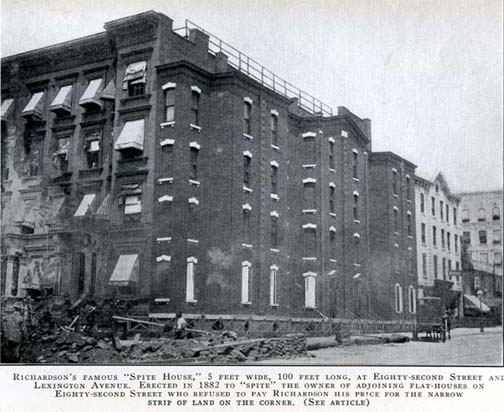 Richardson's famous "Spite House," 5 feet wide, 100 feet long, at Eighty-second Street and
Lexington Avenue. Erected in 1882 to "spite" the owner of adjoining flat-houses on
Eighty-second Street who refused to pay Richardson his price for the narrow
strip of land on the corner. (See article)